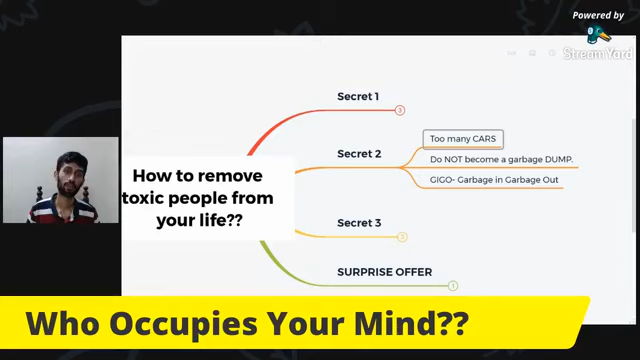 Powered by
StreamYard
Secret 1
3
Too many CARS
Secret 2
Do NOT become a garbage DUMP.
GIGO- Garbage in Garbage Out
How to remove
toxic people from
your life??
Secret 3
SURPRISE OFFER
1
Who Occupies Your Mind??